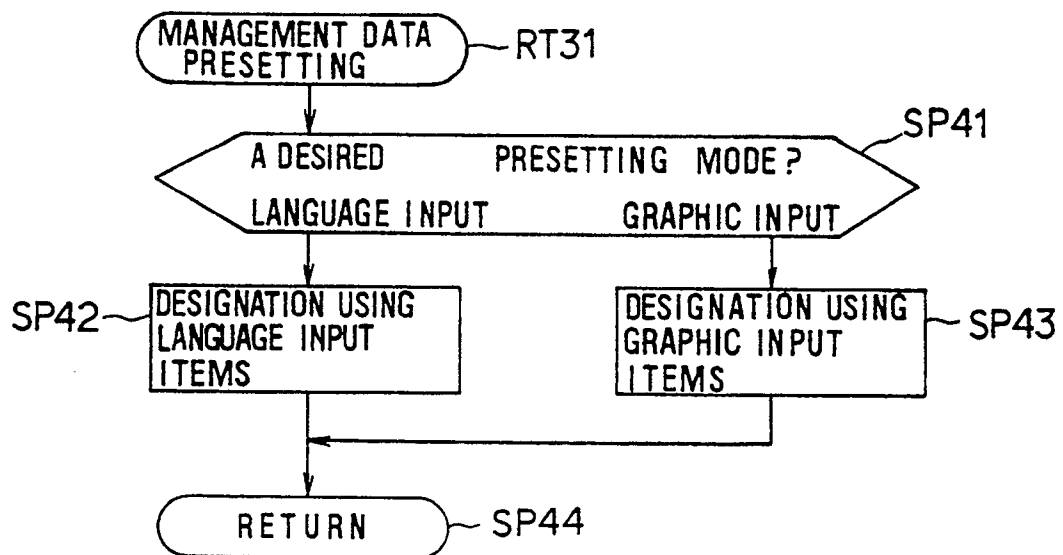 MANAGEMENT DATA
PRESETTING
RT31
SP41
A DESIRED PRESETTING MODE?
LANGUAGE INPUT GRAPHIC INPUT
SP42
DESIGNATION USING
LANGUAGE INPUT
ITEMS
DESIGNATION USING
GRAPHIC INPUT
ITEMS
SP43
RETURN
SP44